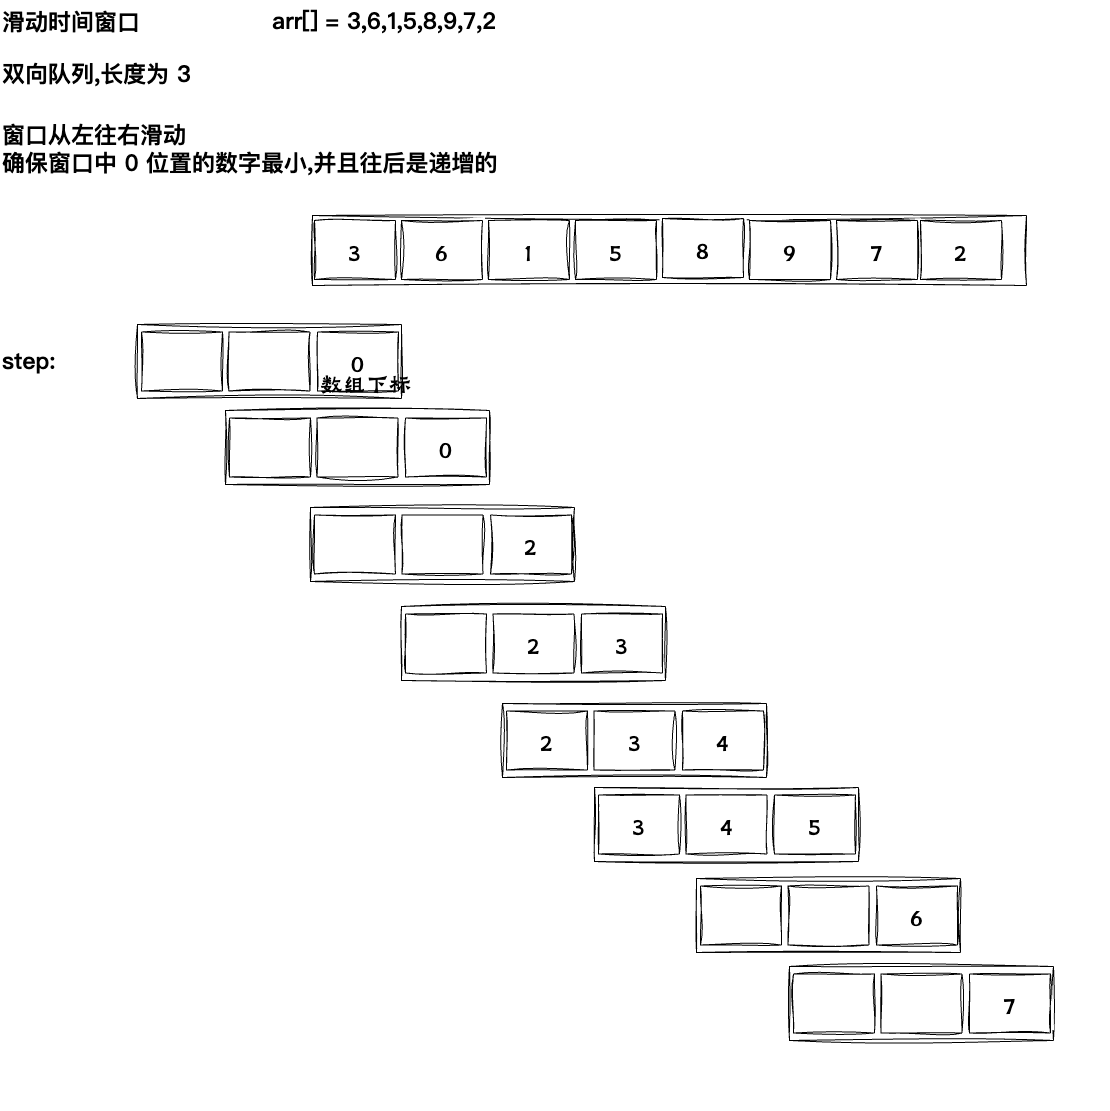 滑动时间窗口 arr[] = 3,6,1,5,8,9,7,2
双向队列,长度为 3
窗口从左往右滑动
确保窗口中 0 位置的数字最小,并且往后是递增的
3 6 1 5 8 9 7 2
step: 0
数组下标
0
2
2 3
2 3 4
3 4 5
6
7